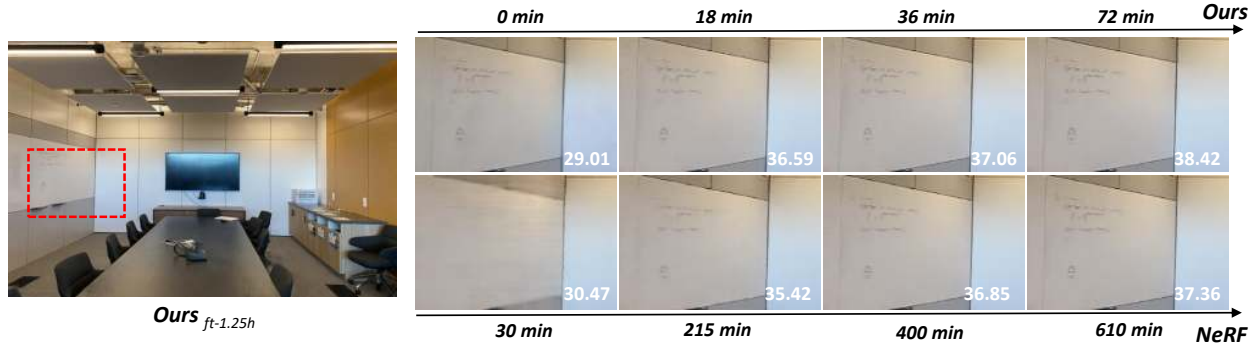 0 min 18 min 36 min 72 min Ours
29.01 36.59 37.06 38.42
30.47 35.42 36.85 37.36
Ours ft-1.25h
30 min 215 min 400 min 610 min NeRF